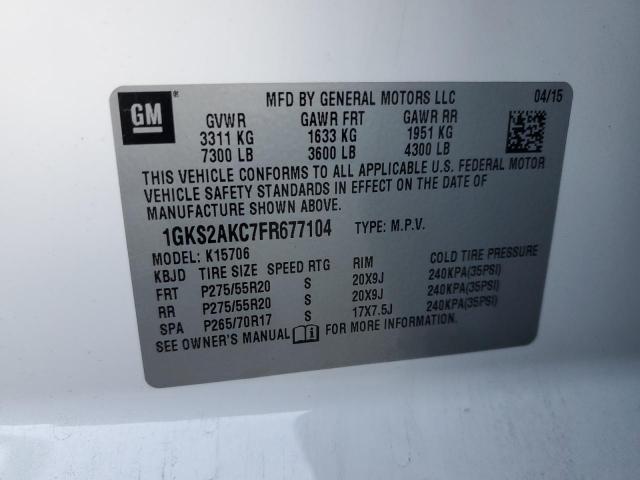 GM ® MFD BY GENERAL MOTORS LLC 04/15
GVWR GAWR FRT GAWR RR
3311 KG 1633 KG 1951 KG
7300 LB 3600 LB 4300 LB
THIS VEHICLE CONFORMS TO ALL APPLICABLE U.S. FEDERAL MOTOR
VEHICLE SAFETY STANDARDS IN EFFECT ON THE DATE OF
MANUFACTURE SHOWN ABOVE.
1GKS2AKC7FR677104 TYPE: M.P.V.
MODEL: K15706
KBJD TIRE SIZE SPEED RTG RIM COLD TIRE PRESSURE
FRT P275/55R20 S 20X9J 240KPA(35PSI)
RR P275/55R20 S 20X9J 240KPA(35PSI)
SPA P265/70R17 S 17X7.5J 240KPA(35PSI)
SEE OWNER'S MANUAL FOR MORE INFORMATION.